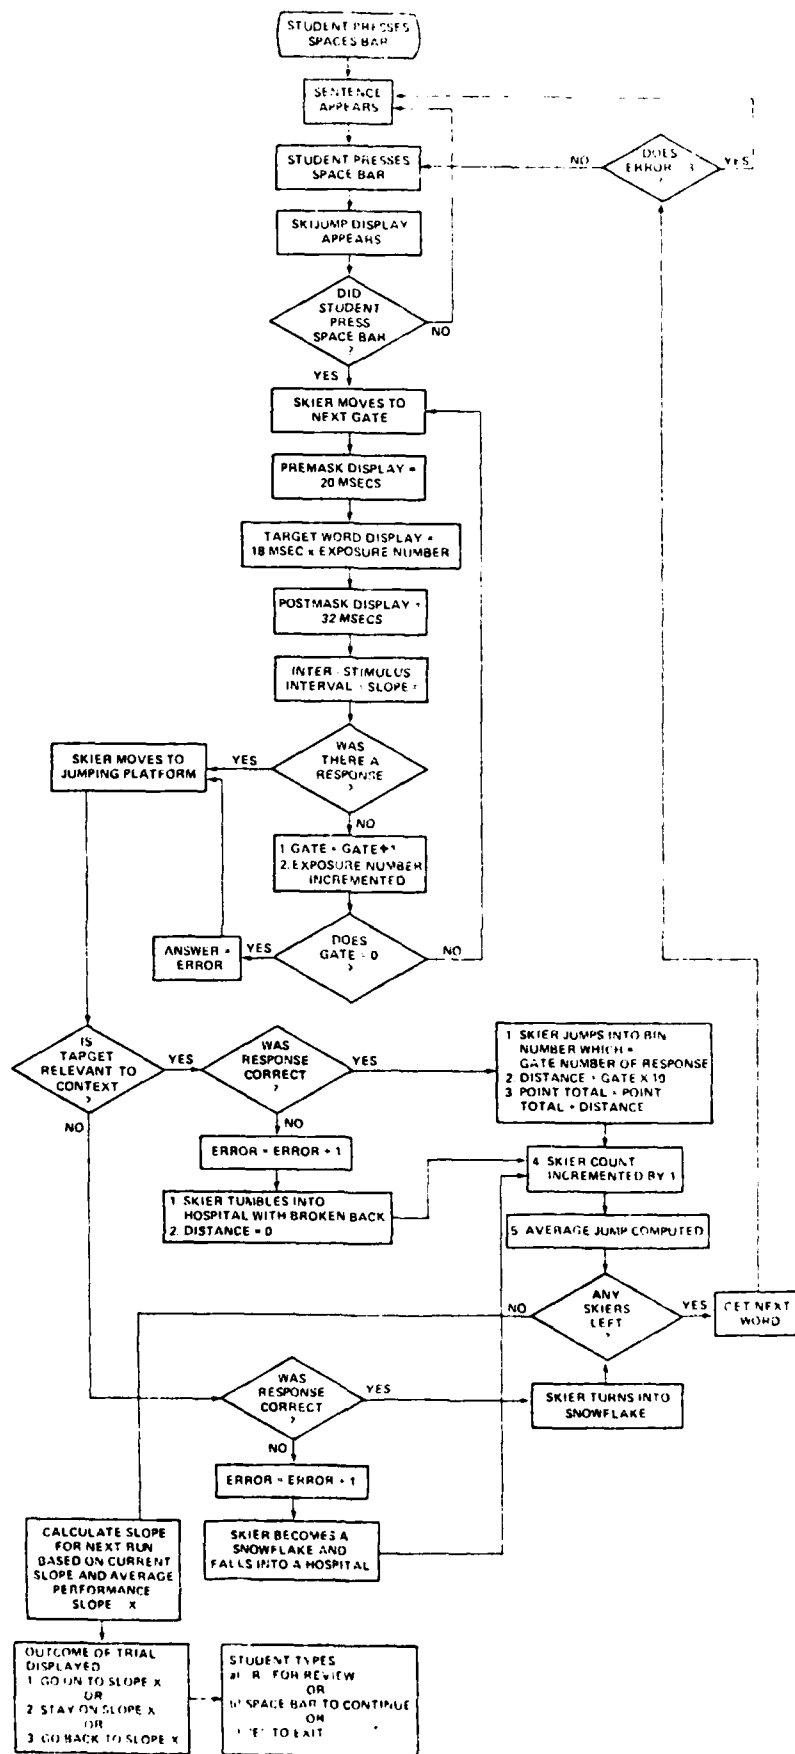 STUDENT PRESSES
SPACES BAR
SENTENCE
APPEARS
STUDENT PRESSES
SPACE BAR
NO
DOES
ERROR 3
?
YES
SKIJUMP DISPLAY
APPEARS
DID
STUDENT
PRESS
SPACE BAR
?
NO
YES
SKIER MOVES TO
NEXT GATE
PREMASK DISPLAY =
20 MSECS
TARGET WORD DISPLAY =
18 MSEC x EXPOSURE NUMBER
POSTMASK DISPLAY =
32 MSECS
INTER - STIMULUS
INTERVAL SLOPE
SKIER MOVES TO
JUMPING PLATFORM
YES
WAS
THERE A
RESPONSE
?
NO
1 GATE = GATE + 1
2. EXPOSURE NUMBER
INCREMENTED
ANSWER =
ERROR
YES
DOES
GATE 0
?
NO
IS
TARGET
RELEVANT TO
CONTEXT
?
YES
WAS
RESPONSE
CORRECT
?
YES
1 SKIER JUMPS INTO BIN
NUMBER WHICH =
GATE NUMBER OF RESPONSE
2. DISTANCE = GATE X 10
3 POINT TOTAL = POINT
TOTAL + DISTANCE
NO
NO
ERROR = ERROR + 1
4. SKIER COUNT
INCREMENTED BY 1
1 SKIER TUMBLES INTO
HOSPITAL WITH BROKEN BACK
2. DISTANCE = 0
5. AVERAGE JUMP COMPUTED
NO
ANY
SKIERS
LEFT
?
YES
GET NEXT
WORD
WAS
RESPONSE
CORRECT
?
YES
SKIER TURNS INTO
SNOWFLAKE
NO
ERROR = ERROR + 1
SKIER BECOMES A
SNOWFLAKE AND
FALLS INTO A HOSPITAL
CALCULATE SLOPE
FOR NEXT RUN
BASED ON CURRENT
SLOPE AND AVERAGE
PERFORMANCE
SLOPE X
OUTCOME OF TRIAL
DISPLAYED
1 GO ON TO SLOPE X
OR
2 STAY ON SLOPE X
OR
3 GO BACK TO SLOPE X
STUDENT TYPES
a) R FOR REVIEW
OR
b) SPACE BAR TO CONTINUE
OR
'E' TO EXIT